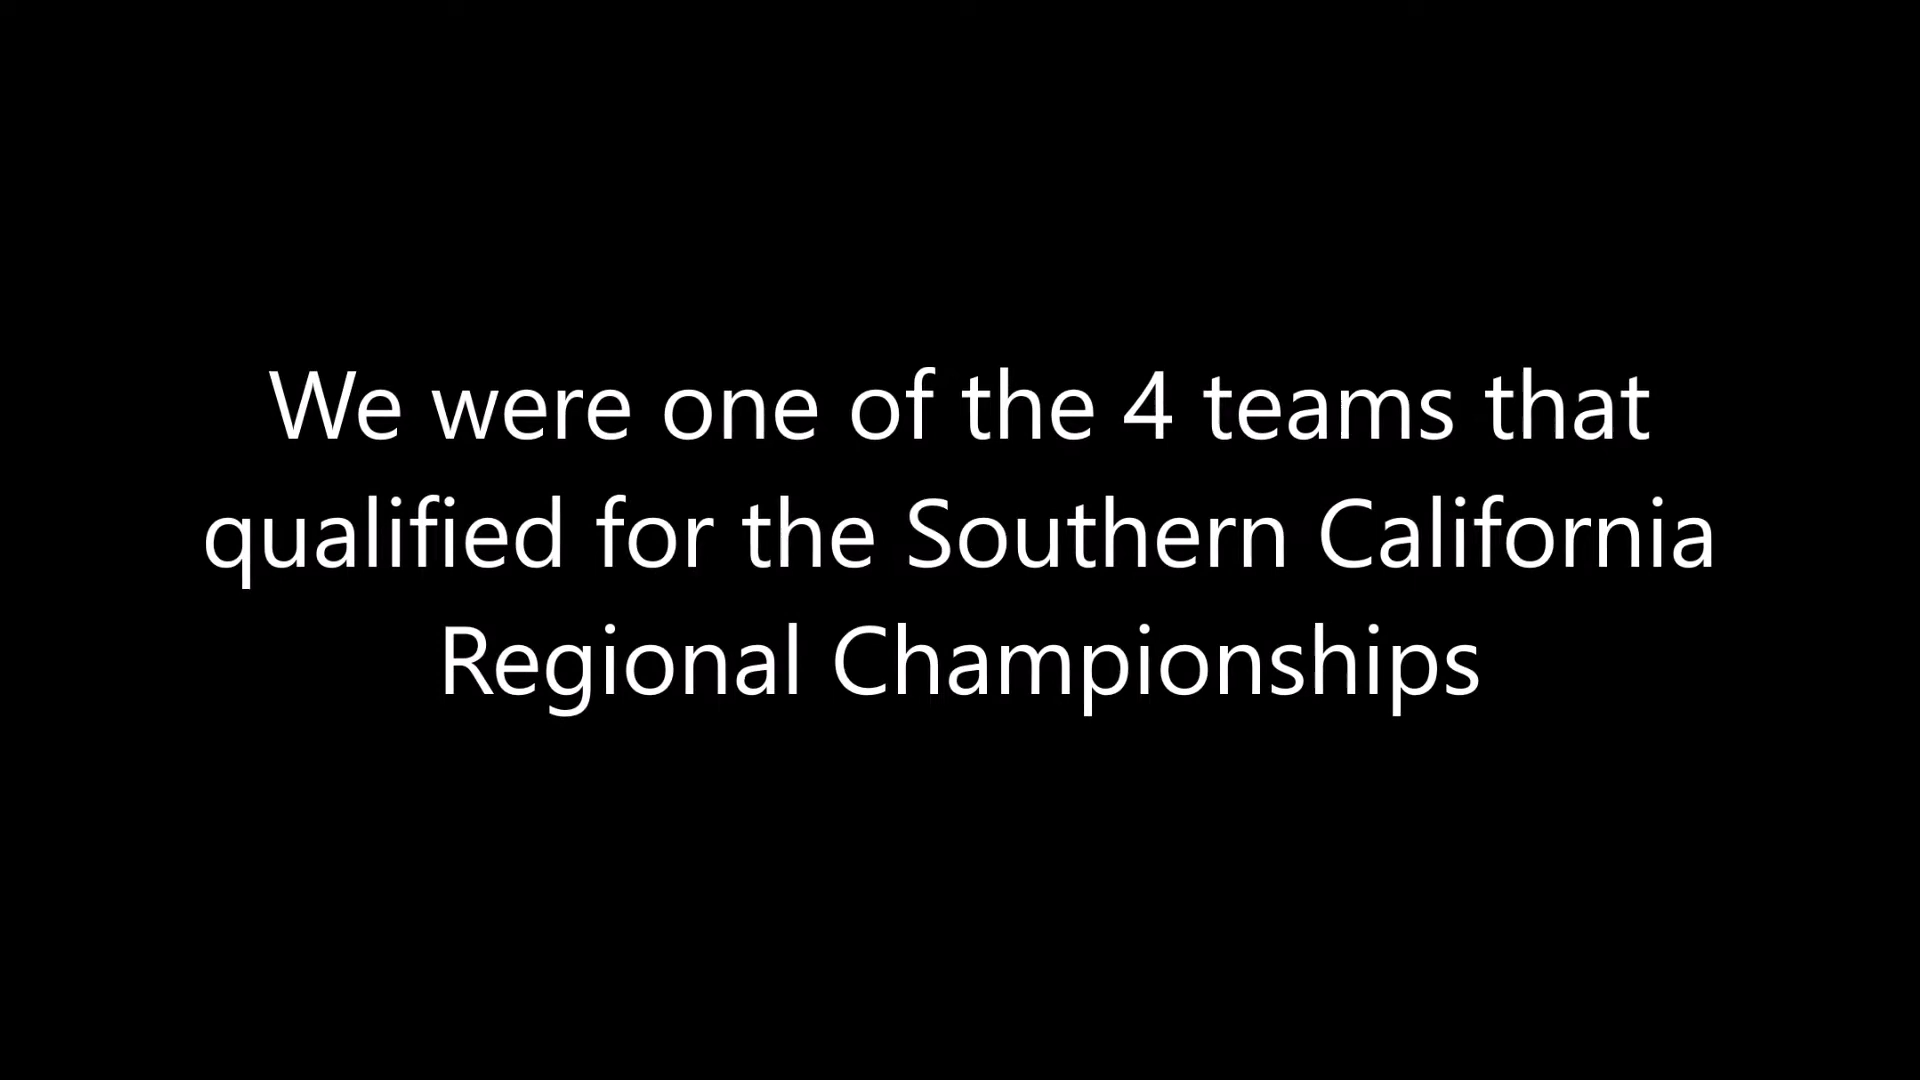 We were one of the 4 teams that
qualified for the Southern California
Regional Championships